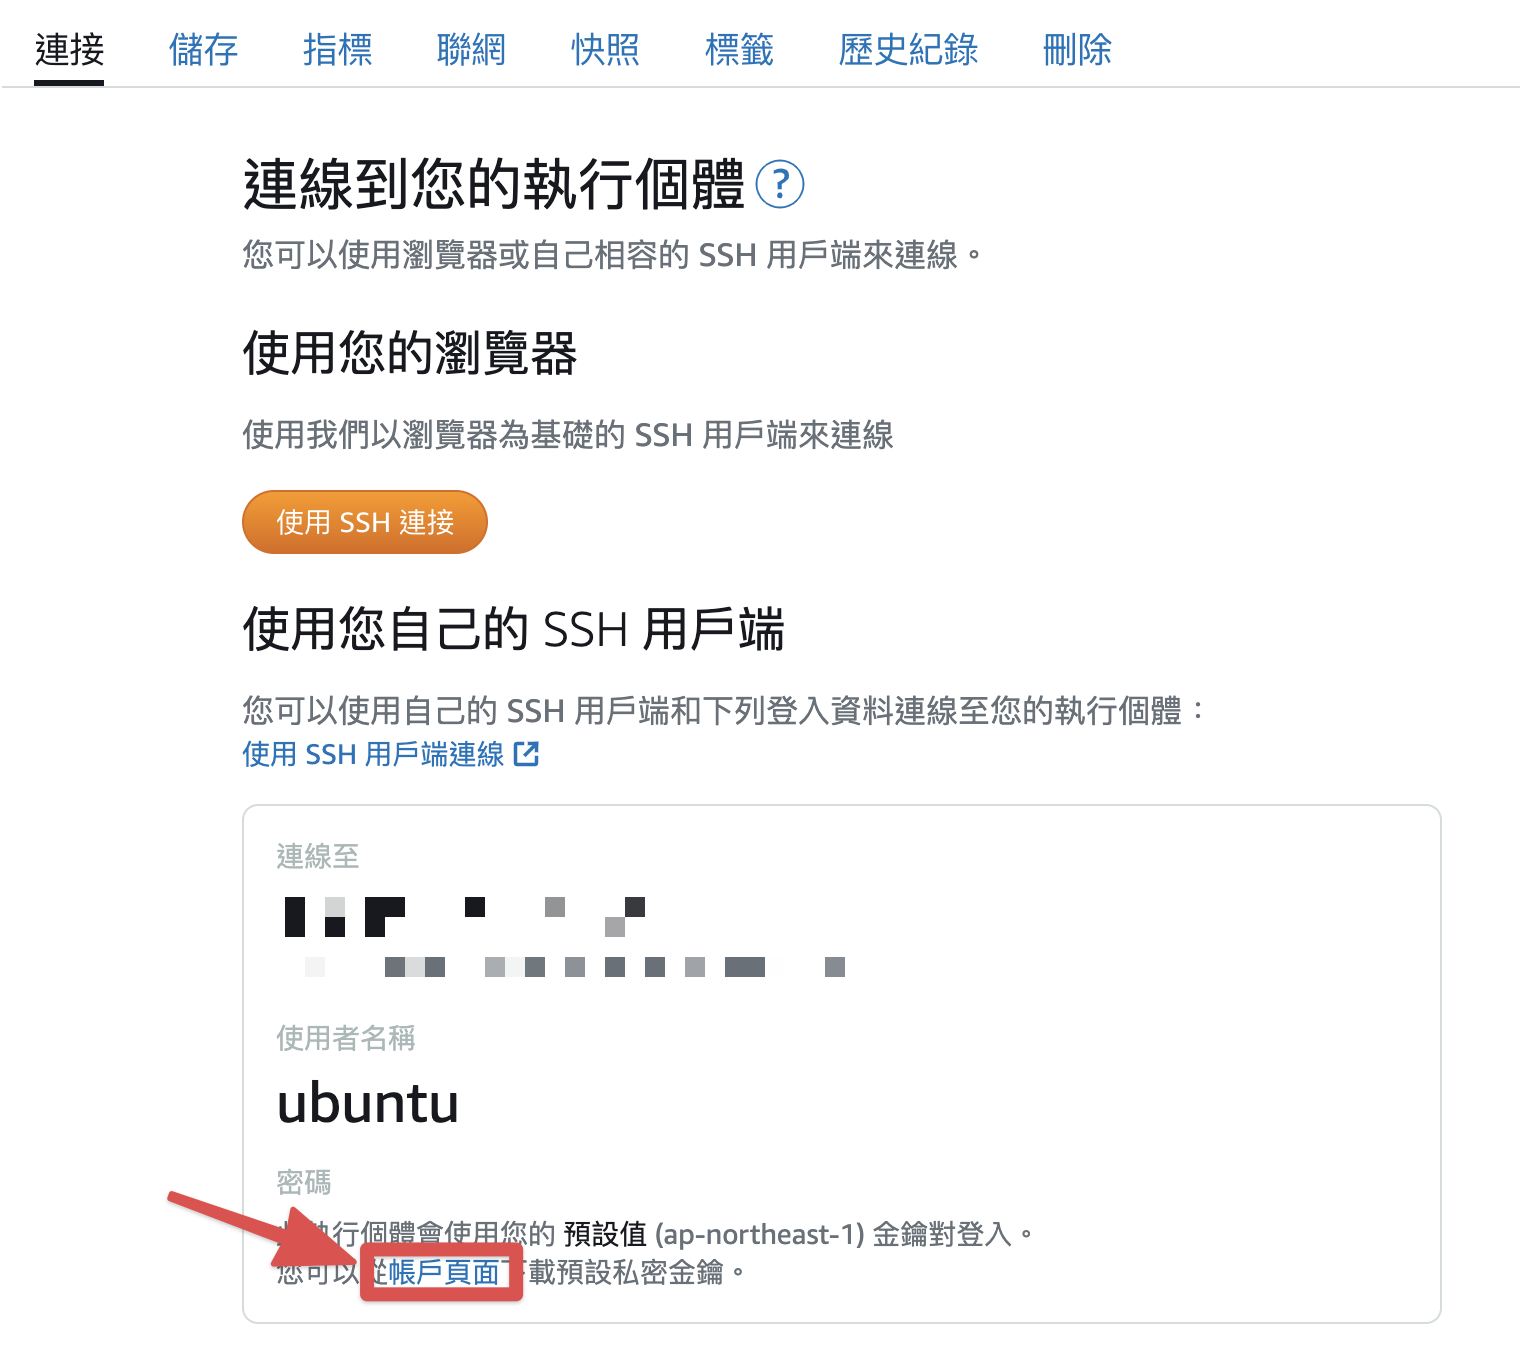 連接 儲存 指標 聯網 快照 標籤 歷史紀錄 刪除
連線到您的執行個體 ?
您可以使用瀏覽器或自己相容的 SSH 用戶端來連線。
使用您的瀏覽器
使用我們以瀏覽器為基礎的 SSH 用戶端來連線
使用 SSH 連接
使用您自己的 SSH 用戶端
您可以使用自己的 SSH 用戶端和下列登入資料連線至您的執行個體：
使用 SSH 用戶端連線
連線至
使用者名稱
ubuntu
密碼
執行個體會使用您的 預設值 (ap-northeast-1) 金鑰對登入。
您可以從帳戶頁面下載預設私密金鑰。